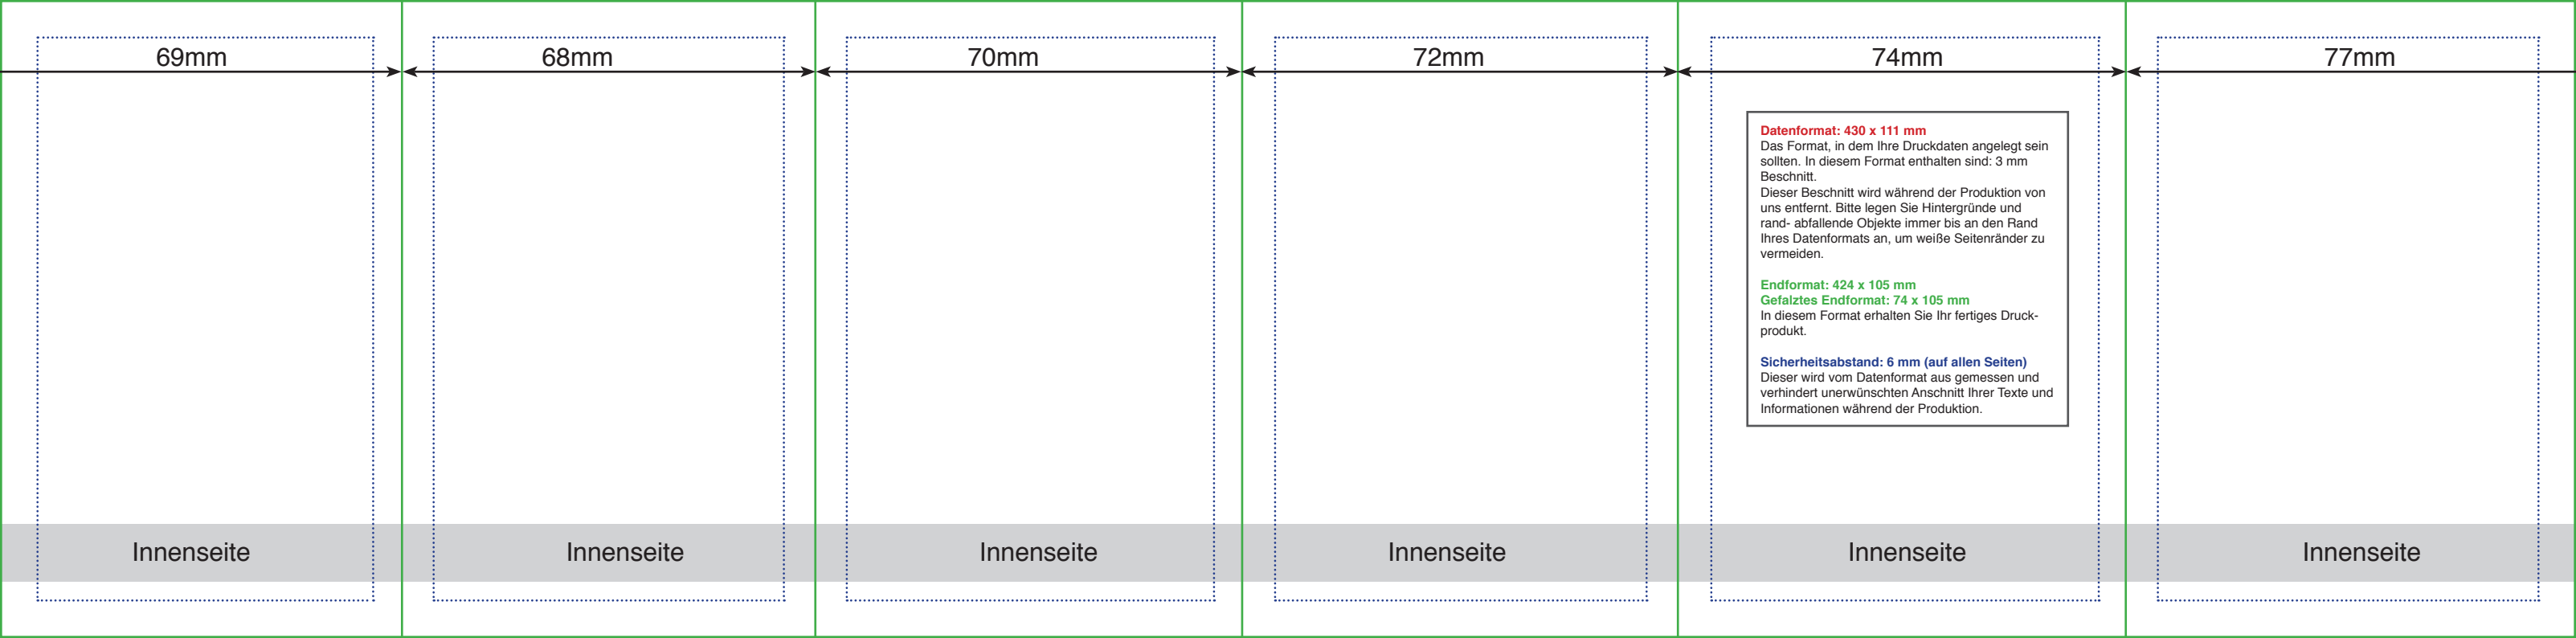 69mm
68mm
70mm
72mm
74mm
77mm
Datenformat: 430 x 111 mm
Das Format, in dem Ihre Druckdaten angelegt sein
sollten. In diesem Format enthalten sind: 3 mm
Beschnitt.
Dieser Beschnitt wird während der Produktion von
uns entfernt. Bitte legen Sie Hintergründe und
rand- abfallende Objekte immer bis an den Rand
Ihres Datenformats an, um weiße Seitenränder zu
vermeiden.
Endformat: 424 x 105 mm
Gefalztes Endformat: 74 x 105 mm
In diesem Format erhalten Sie Ihr fertiges Druck-
produkt.
Sicherheitsabstand: 6 mm (auf allen Seiten)
Dieser wird vom Datenformat aus gemessen und
verhindert unerwünschten Anschnitt Ihrer Texte und
Informationen während der Produktion.
Innenseite
Innenseite
Innenseite
Innenseite
Innenseite
Innenseite